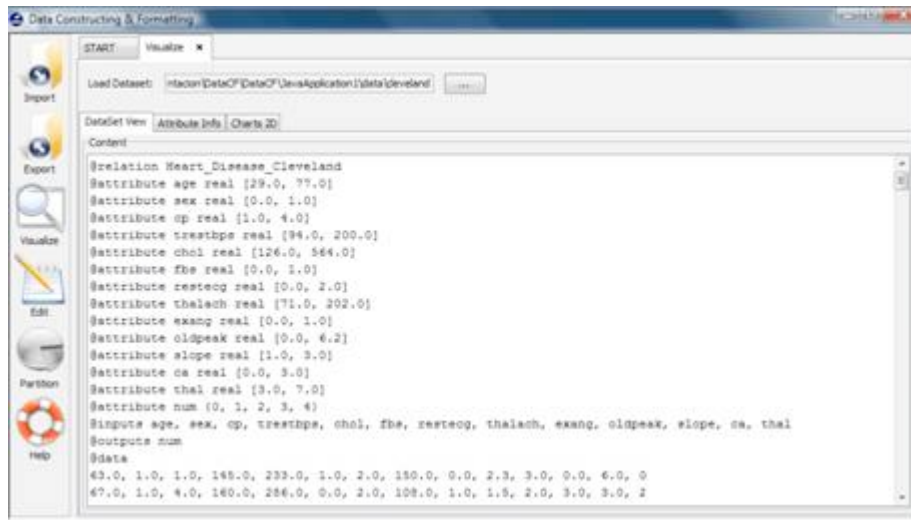 Data Constructing & Formatting
START Visualize ×
Import
Load Dataset: ntacion\DataCF\DataCF\JavaApplication1\data\cleveland ...
DataSet View Attribute Info Charts 2D
Content
Export
@relation Heart_Disease_Cleveland
@attribute age real [29.0, 77.0]
@attribute sex real [0.0, 1.0]
@attribute cp real [1.0, 4.0]
Visualize
@attribute trestbps real [94.0, 200.0]
@attribute chol real [126.0, 564.0]
@attribute fbs real [0.0, 1.0]
@attribute restecg real [0.0, 2.0]
@attribute thalach real [71.0, 202.0]
Edit
@attribute exang real [0.0, 1.0]
@attribute oldpeak real [0.0, 6.2]
@attribute slope real [1.0, 3.0]
@attribute ca real [0.0, 3.0]
Partition
@attribute thal real [3.0, 7.0]
@attribute num {0, 1, 2, 3, 4}
@inputs age, sex, cp, trestbps, chol, fbs, restecg, thalach, exang, oldpeak, slope, ca, thal
@outputs num
Help
@data
63.0, 1.0, 1.0, 145.0, 233.0, 1.0, 2.0, 150.0, 0.0, 2.3, 3.0, 0.0, 6.0, 0
67.0, 1.0, 4.0, 160.0, 286.0, 0.0, 2.0, 108.0, 1.0, 1.5, 2.0, 3.0, 3.0, 2